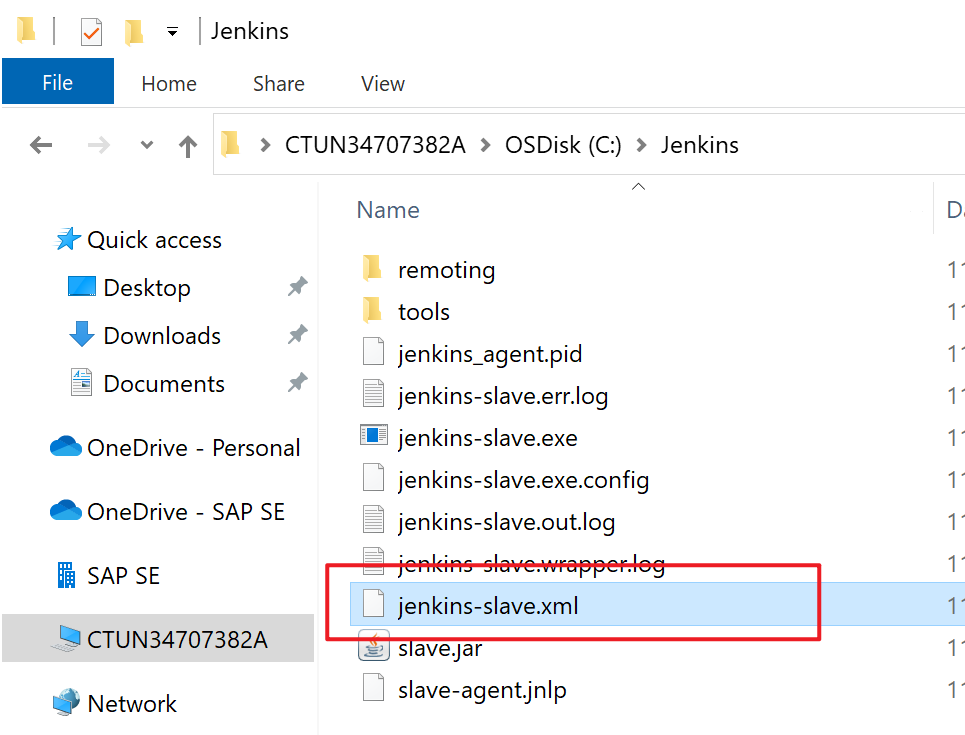 Jenkins
File Home Share View
CTUN34707382A OSDisk (C:) Jenkins
Name
Quick access
Desktop
Downloads
Documents
OneDrive - Personal
OneDrive - SAP SE
SAP SE
CTUN34707382A
Network
remoting
tools
jenkins_agent.pid
jenkins-slave.err.log
jenkins-slave.exe
jenkins-slave.exe.config
jenkins-slave.out.log
jenkins-slave.wrapper.log
jenkins-slave.xml
slave.jar
slave-agent.jnlp